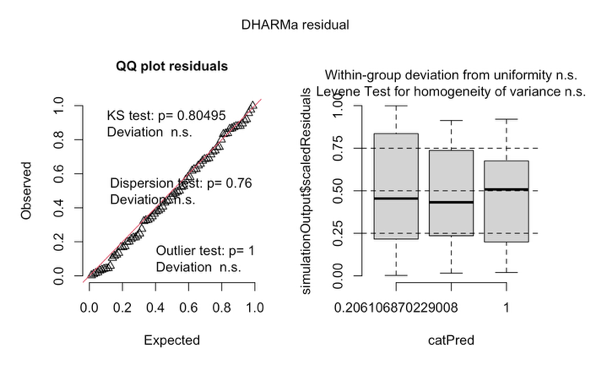 DHARMa residual
QQ plot residuals
KS test: p= 0.80495
Deviation n.s.
Dispersion test: p= 0.76
Deviation n.s.
Outlier test: p= 1
Deviation n.s.
Observed
0.0
0.2
0.4
0.6
0.8
1.0
0.0
0.2
0.4
0.6
0.8
1.0
Expected
Within-group deviation from uniformity n.s.
Levene Test for homogeneity of variance n.s.
simulationOutput$scaledResiduals
0.00
0.25
0.50
0.75
1.00
0.206106870229008
1
catPred